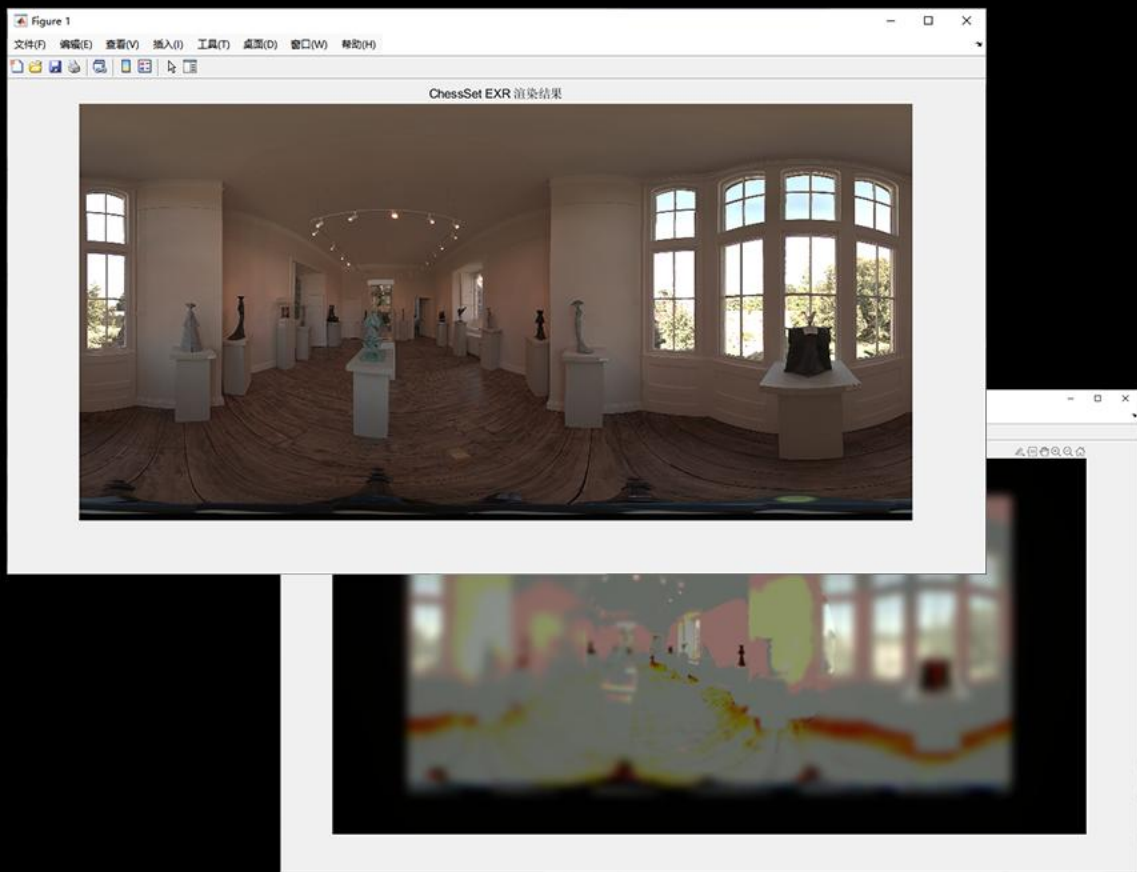 Figure 1
文件(F) 编辑(E) 查看(V) 插入(I) 工具(T) 桌面(D) 窗口(W) 帮助(H)
ChessSet EXR 渲染结果